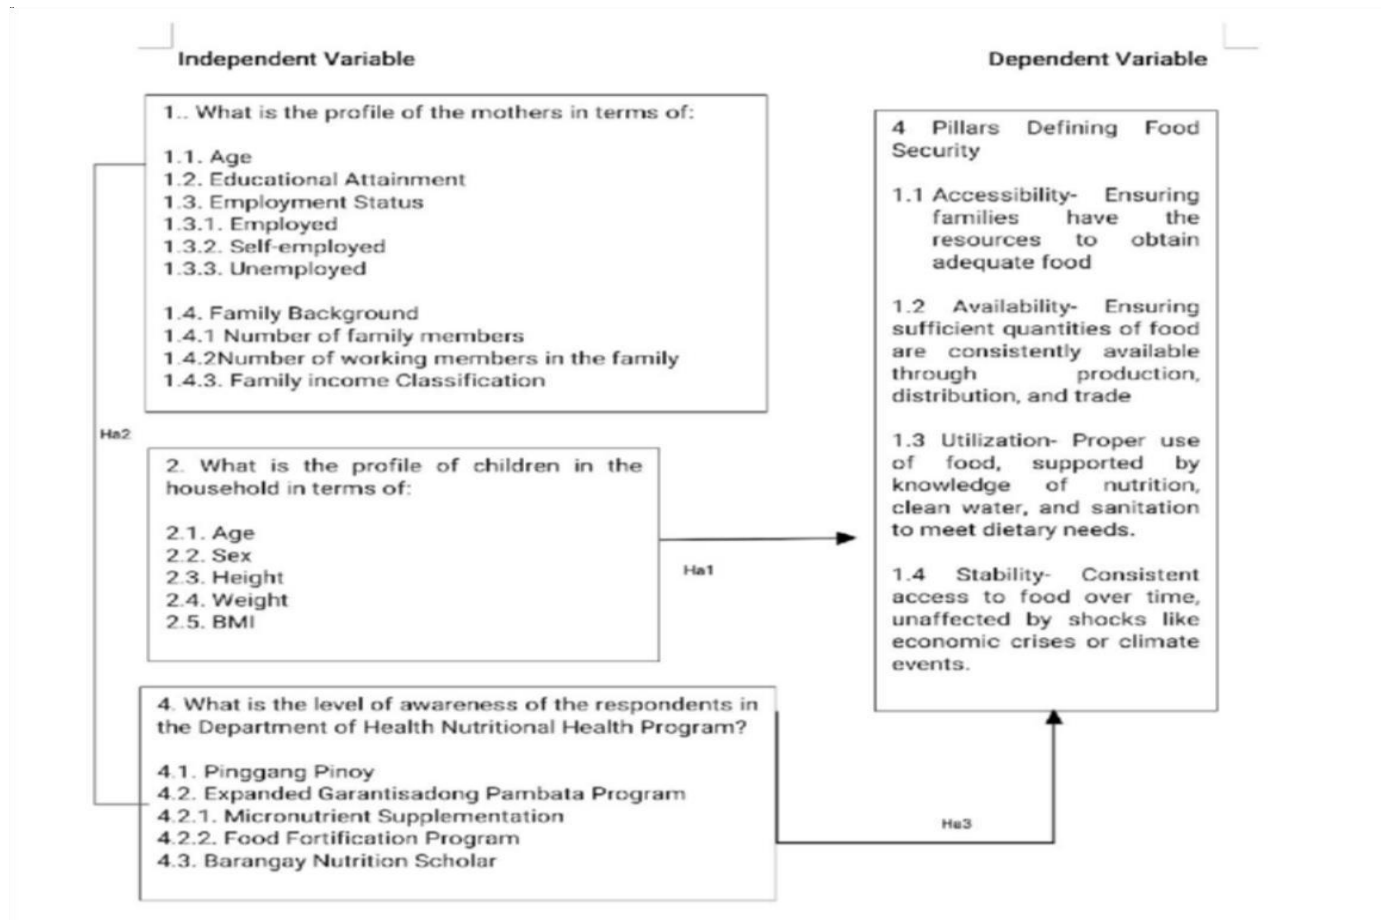 Independent Variable
Dependent Variable
1.. What is the profile of the mothers in terms of:
1.1. Age
1.2. Educational Attainment
1.3. Employment Status
1.3.1. Employed
1.3.2. Self-employed
1.3.3. Unemployed
1.4. Family Background
1.4.1 Number of family members
1.4.2Number of working members in the family
1.4.3. Family income Classification
Ha2
2. What is the profile of children in the
household in terms of:
2.1. Age
2.2. Sex
2.3. Height
2.4. Weight
2.5. BMI
Ha1
4. What is the level of awareness of the respondents in
the Department of Health Nutritional Health Program?
4.1. Pinggang Pinoy
4.2. Expanded Garantisadong Pambata Program
4.2.1. Micronutrient Supplementation
4.2.2. Food Fortification Program
4.3. Barangay Nutrition Scholar
Ha3
4 Pillars Defining Food
Security
1.1 Accessibility- Ensuring
families have the
resources to obtain
adequate food
1.2 Availability- Ensuring
sufficient quantities of food
are consistently available
through production,
distribution, and trade
1.3 Utilization- Proper use
of food, supported by
knowledge of nutrition,
clean water, and sanitation
to meet dietary needs.
1.4 Stability- Consistent
access to food over time,
unaffected by shocks like
economic crises or climate
events.